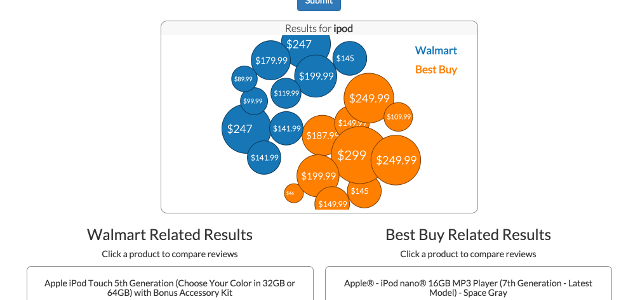 Submit
Results for ipod
$247
$179.99
$145
$199.99
$89.99
$119.99
$99.99
$247
$141.99
$141.99
Walmart
Best Buy
$249.99
$109.99
$149.99
$187.99
$299
$249.99
$199.99
$145
$149.99
Walmart Related Results
Click a product to compare reviews
Apple iPod Touch 5th Generation (Choose Your Color in 32GB or
64GB) with Bonus Accessory Kit
Best Buy Related Results
Click a product to compare reviews
Apple® - iPod nano® 16GB MP3 Player (7th Generation - Latest
Model) - Space Gray